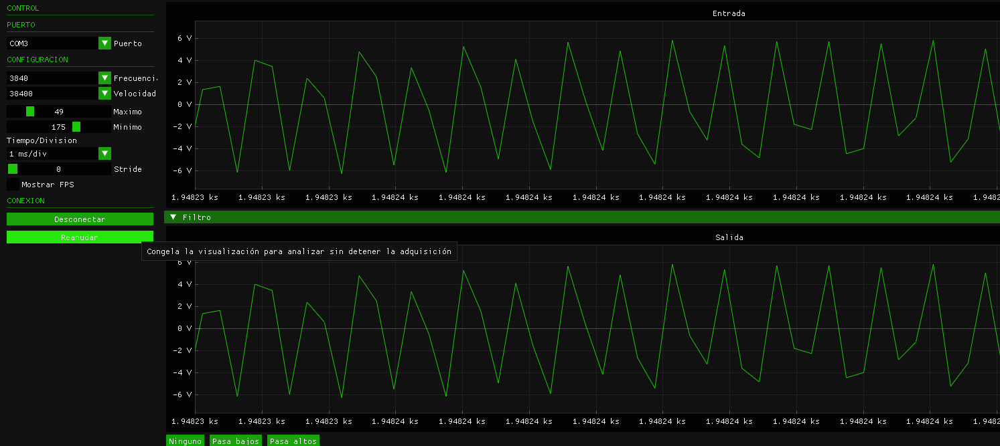 CONTROL
PUERTO
COM3 Puerto
CONFIGURACION
3840 Frecuenci
38400 Velocidad
49 Maximo
175 Minimo
Tiempo/Division
1 ms/div
0 Stride
Mostrar FPS
CONEXION
Desconectar
Reanudar
Congela la visualización para analizar sin detener la adquisición
Entrada
6 V
4 V
2 V
0 V
-2 V
-4 V
-6 V
1.94823 ks 1.94823 ks 1.94823 ks 1.94824 ks 1.94824 ks 1.94824 ks 1.94824 ks 1.94824 ks 1.94824 ks 1.94824 ks 1.94824 ks 1.94824 ks 1.9482
Filtro
Salida
6 V
4 V
2 V
0 V
-2 V
-4 V
-6 V
1.94823 ks 1.94823 ks 1.94823 ks 1.94824 ks 1.94824 ks 1.94824 ks 1.94824 ks 1.94824 ks 1.94824 ks 1.94824 ks 1.94824 ks 1.94824 ks 1.9482
Ninguno Pasa bajos Pasa altos